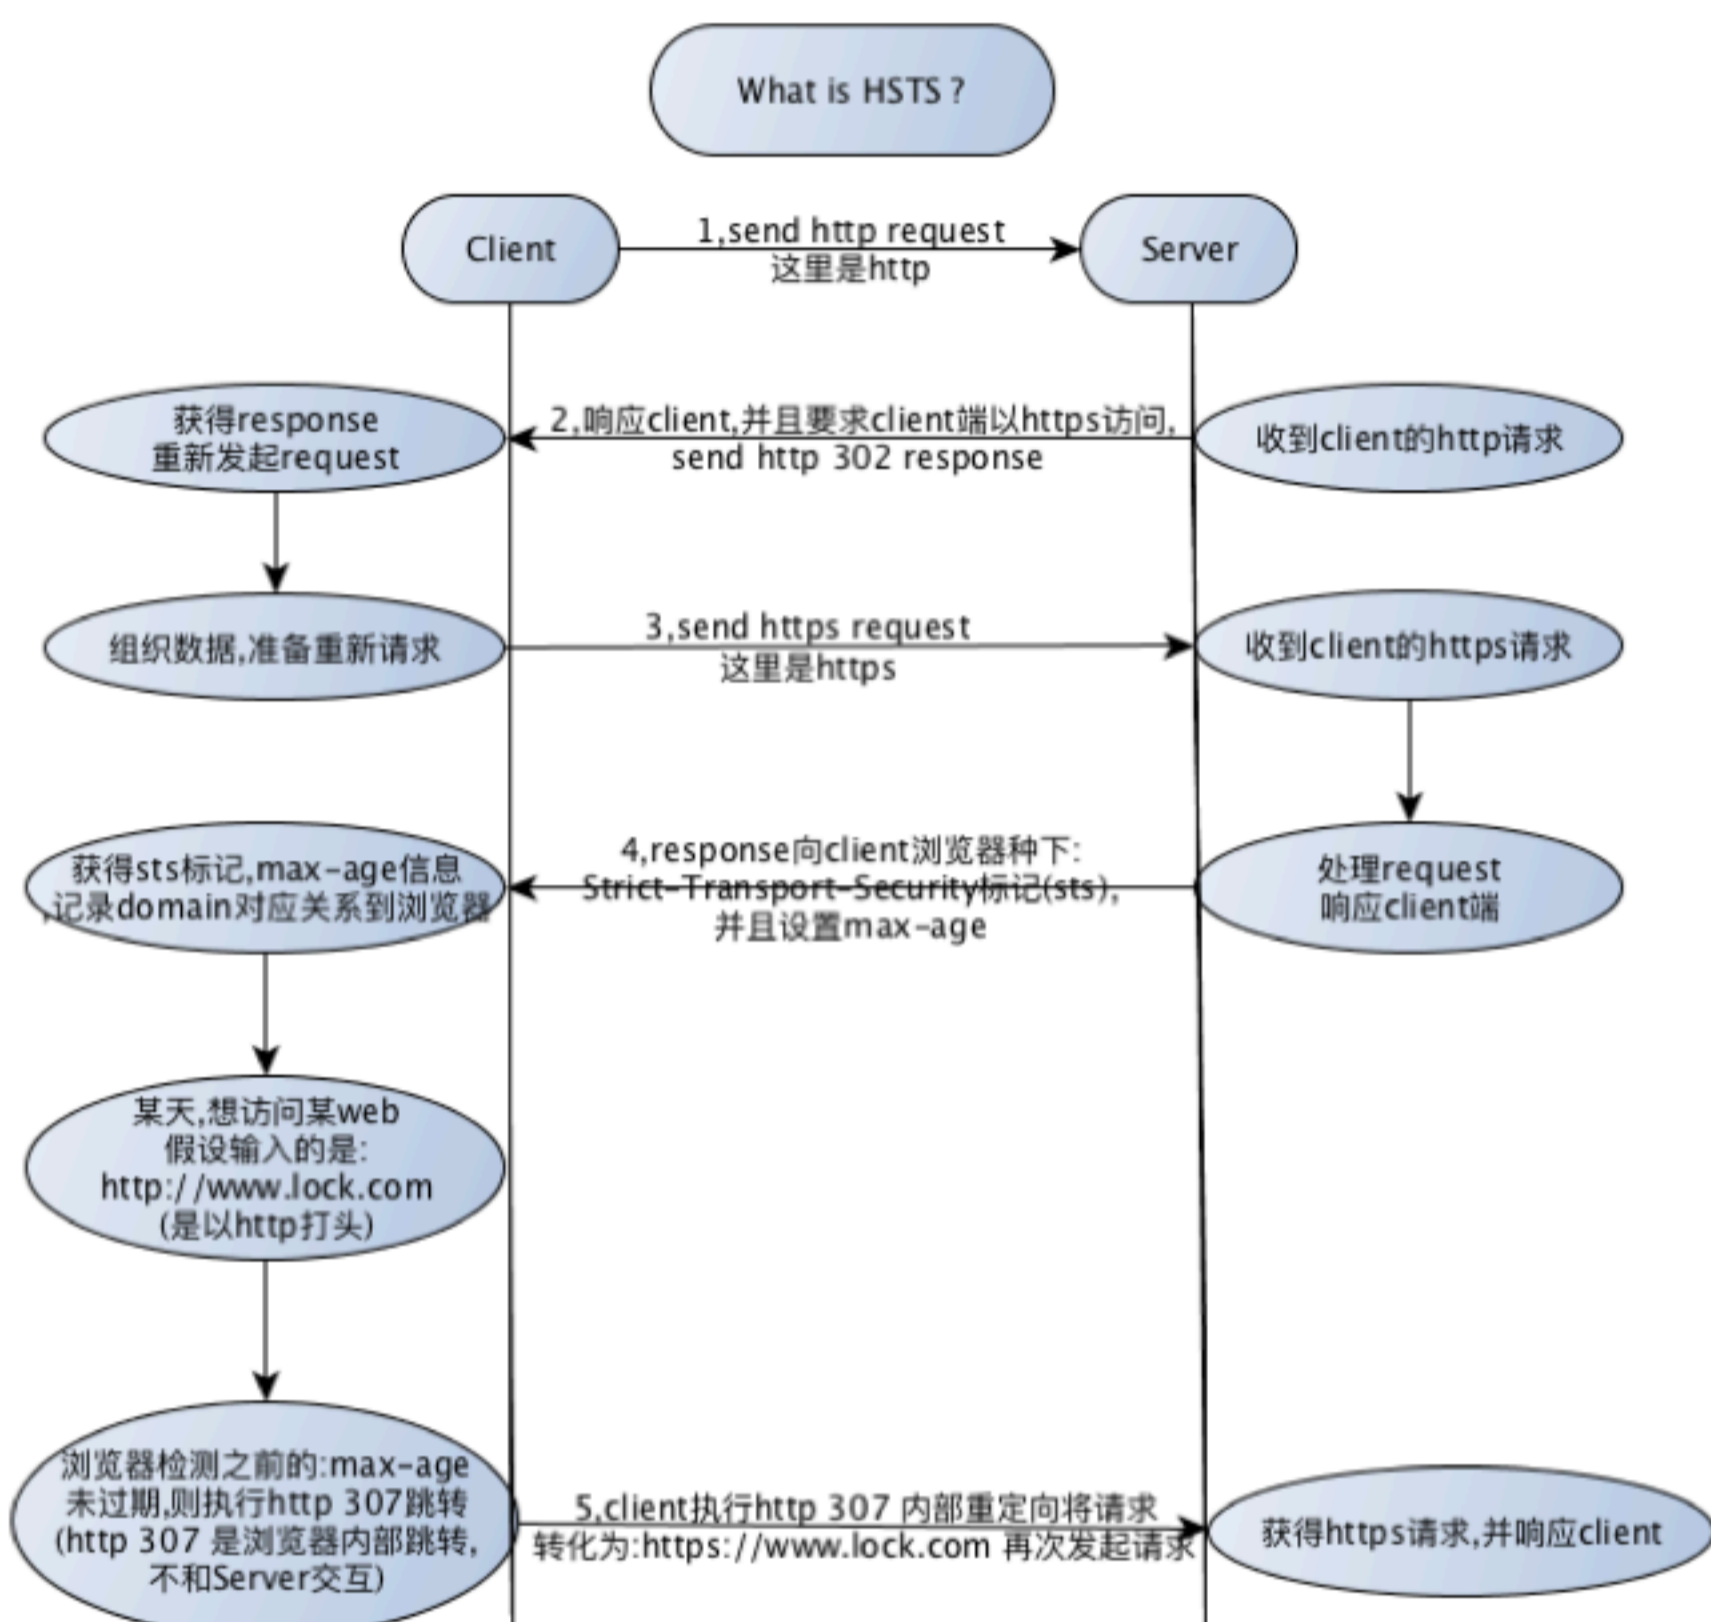 What is HSTS ?
Client
1,send http request
这里是http
Server
获得response
重新发起request
2,响应client,并且要求client端以https访问,
send http 302 response
收到client的http请求
组织数据,准备重新请求
3,send https request
这里是https
收到client的https请求
获得sts标记,max-age信息
,记录domain对应关系到浏览器
4,response向client浏览器种下:
Strict-Transport-Security标记(sts),
并且设置max-age
处理request
响应client端
某天,想访问某web
假设输入的是:
http://www.lock.com
(是以http打头)
浏览器检测之前的:max-age
未过期,则执行http 307跳转
(http 307 是浏览器内部跳转,
不和Server交互)
5,client执行http 307 内部重定向将请求
转化为:https://www.lock.com 再次发起请求
获得https请求,并响应client